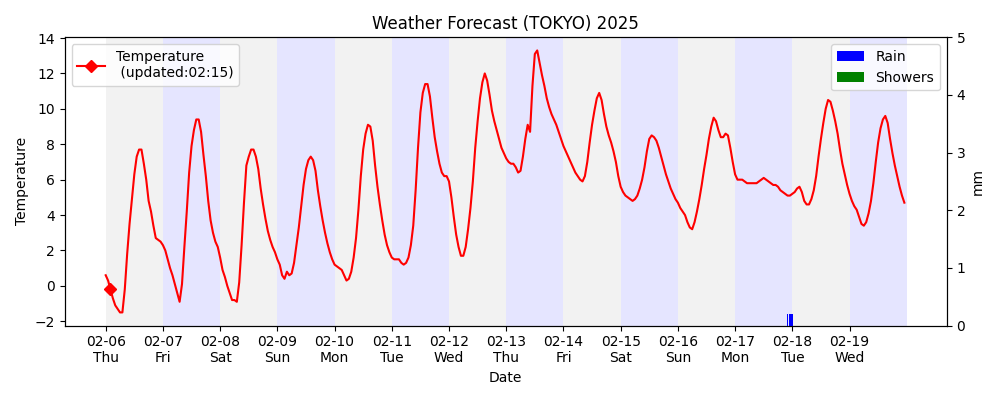 Weather Forecast (TOKYO) 2025
Temperature
(updated:02:15)
Rain
Showers
14
12
10
8
6
4
2
0
−2
Temperature
5
4
3
2
1
0
mm
02-06 02-07 02-08 02-09 02-10 02-11 02-12 02-13 02-14 02-15 02-16 02-17 02-18 02-19
Thu Fri Sat Sun Mon Tue Wed Thu Fri Sat Sun Mon Tue Wed
Date